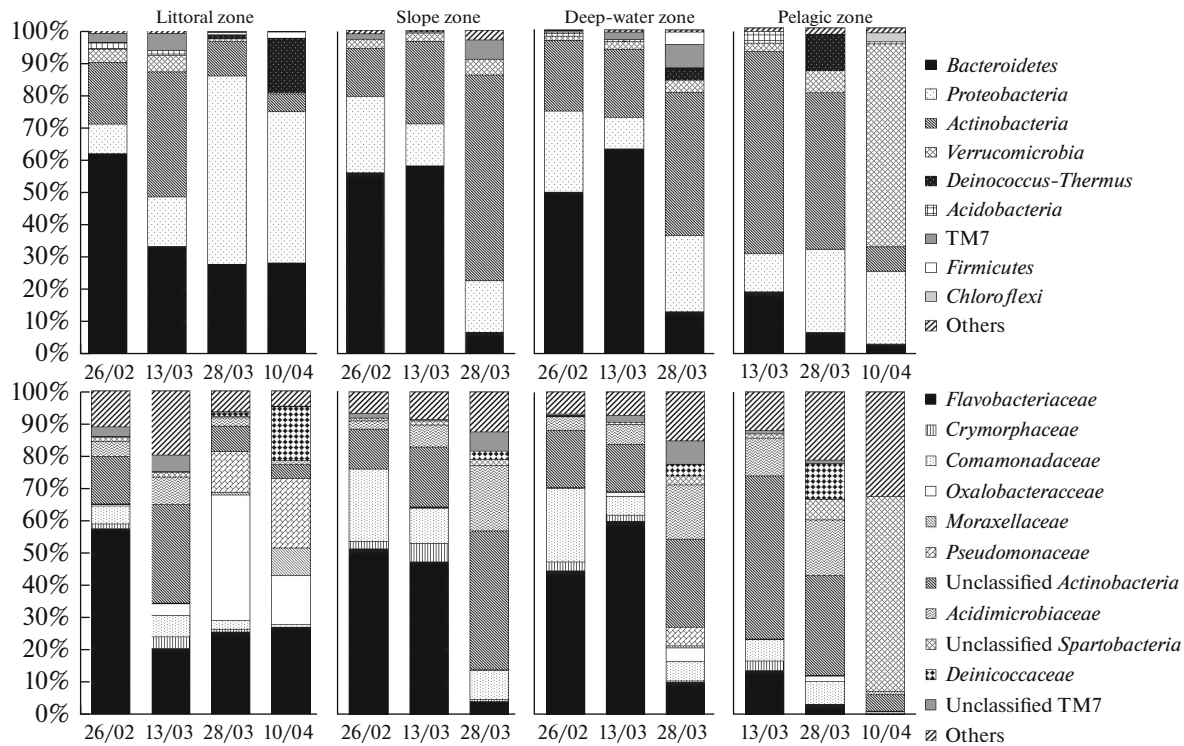 Littoral zone
Slope zone
Deep-water zone
Pelagic zone
100%
90%
80%
70%
60%
50%
40%
30%
20%
10%
0%
26/02 13/03 28/03 10/04
26/02 13/03 28/03
26/02 13/03 28/03
13/03 28/03 10/04
Bacteroidetes
Proteobacteria
Actinobacteria
Verrucomicrobia
Deinococcus-Thermus
Acidobacteria
TM7
Firmicutes
Chloroflexi
Others
100%
90%
80%
70%
60%
50%
40%
30%
20%
10%
0%
26/02 13/03 28/03 10/04
26/02 13/03 28/03
26/02 13/03 28/03
13/03 28/03 10/04
Flavobacteriaceae
Crymorphaceae
Comamonadaceae
Oxalobacteracceae
Moraxellaceae
Pseudomonaceae
Unclassified Actinobacteria
Acidimicrobiaceae
Unclassified Spartobacteria
Deinicoccaceae
Unclassified TM7
Others